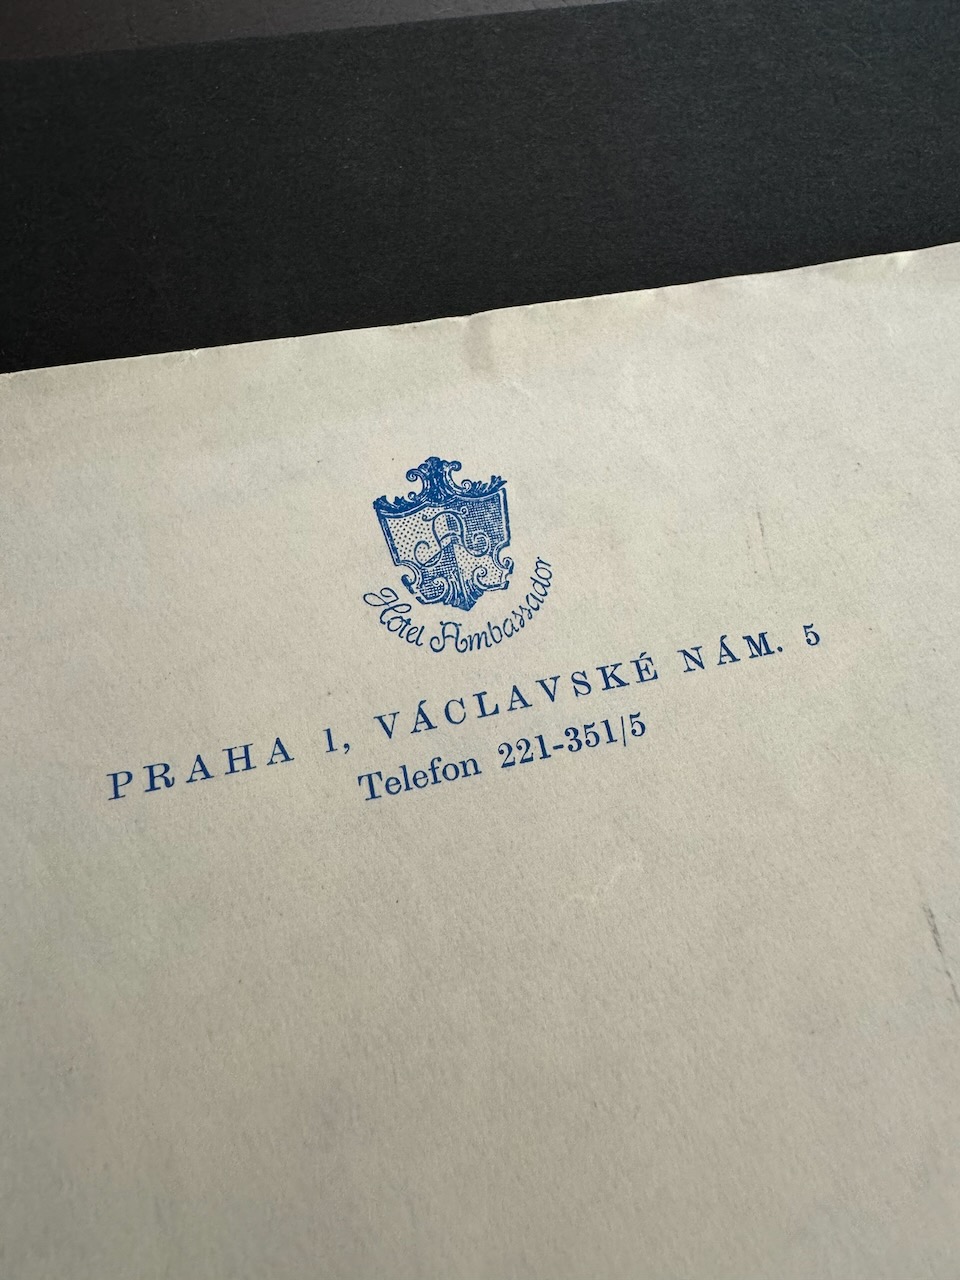 A
Hotel Ambassador
PRAHA 1, VÁCLAVSKÉ NÁM. 5
Telefon 221-351/5